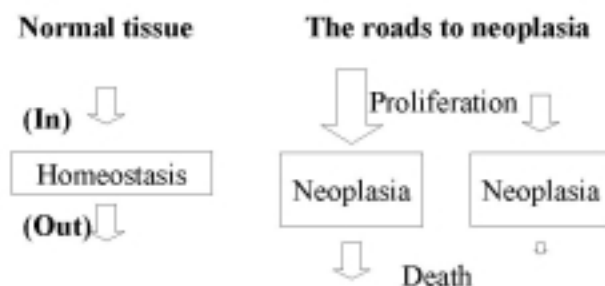 Normal tissue
The roads to neoplasia
(In)
Proliferation
Homeostasis
Neoplasia
Neoplasia
(Out)
Death